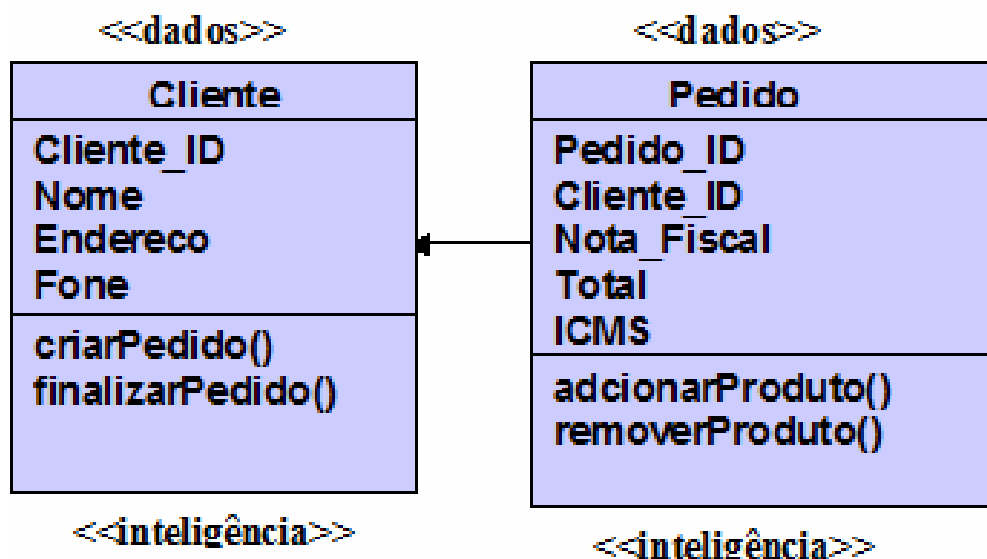 <<dados>>
Cliente
Cliente_ID
Nome
Endereco
Fone
criarPedido()
finalizarPedido()
<<inteligência>>
<<dados>>
Pedido
Pedido_ID
Cliente_ID
Nota_Fiscal
Total
ICMS
adcionarProduto()
removerProduto()
<<inteligência>>